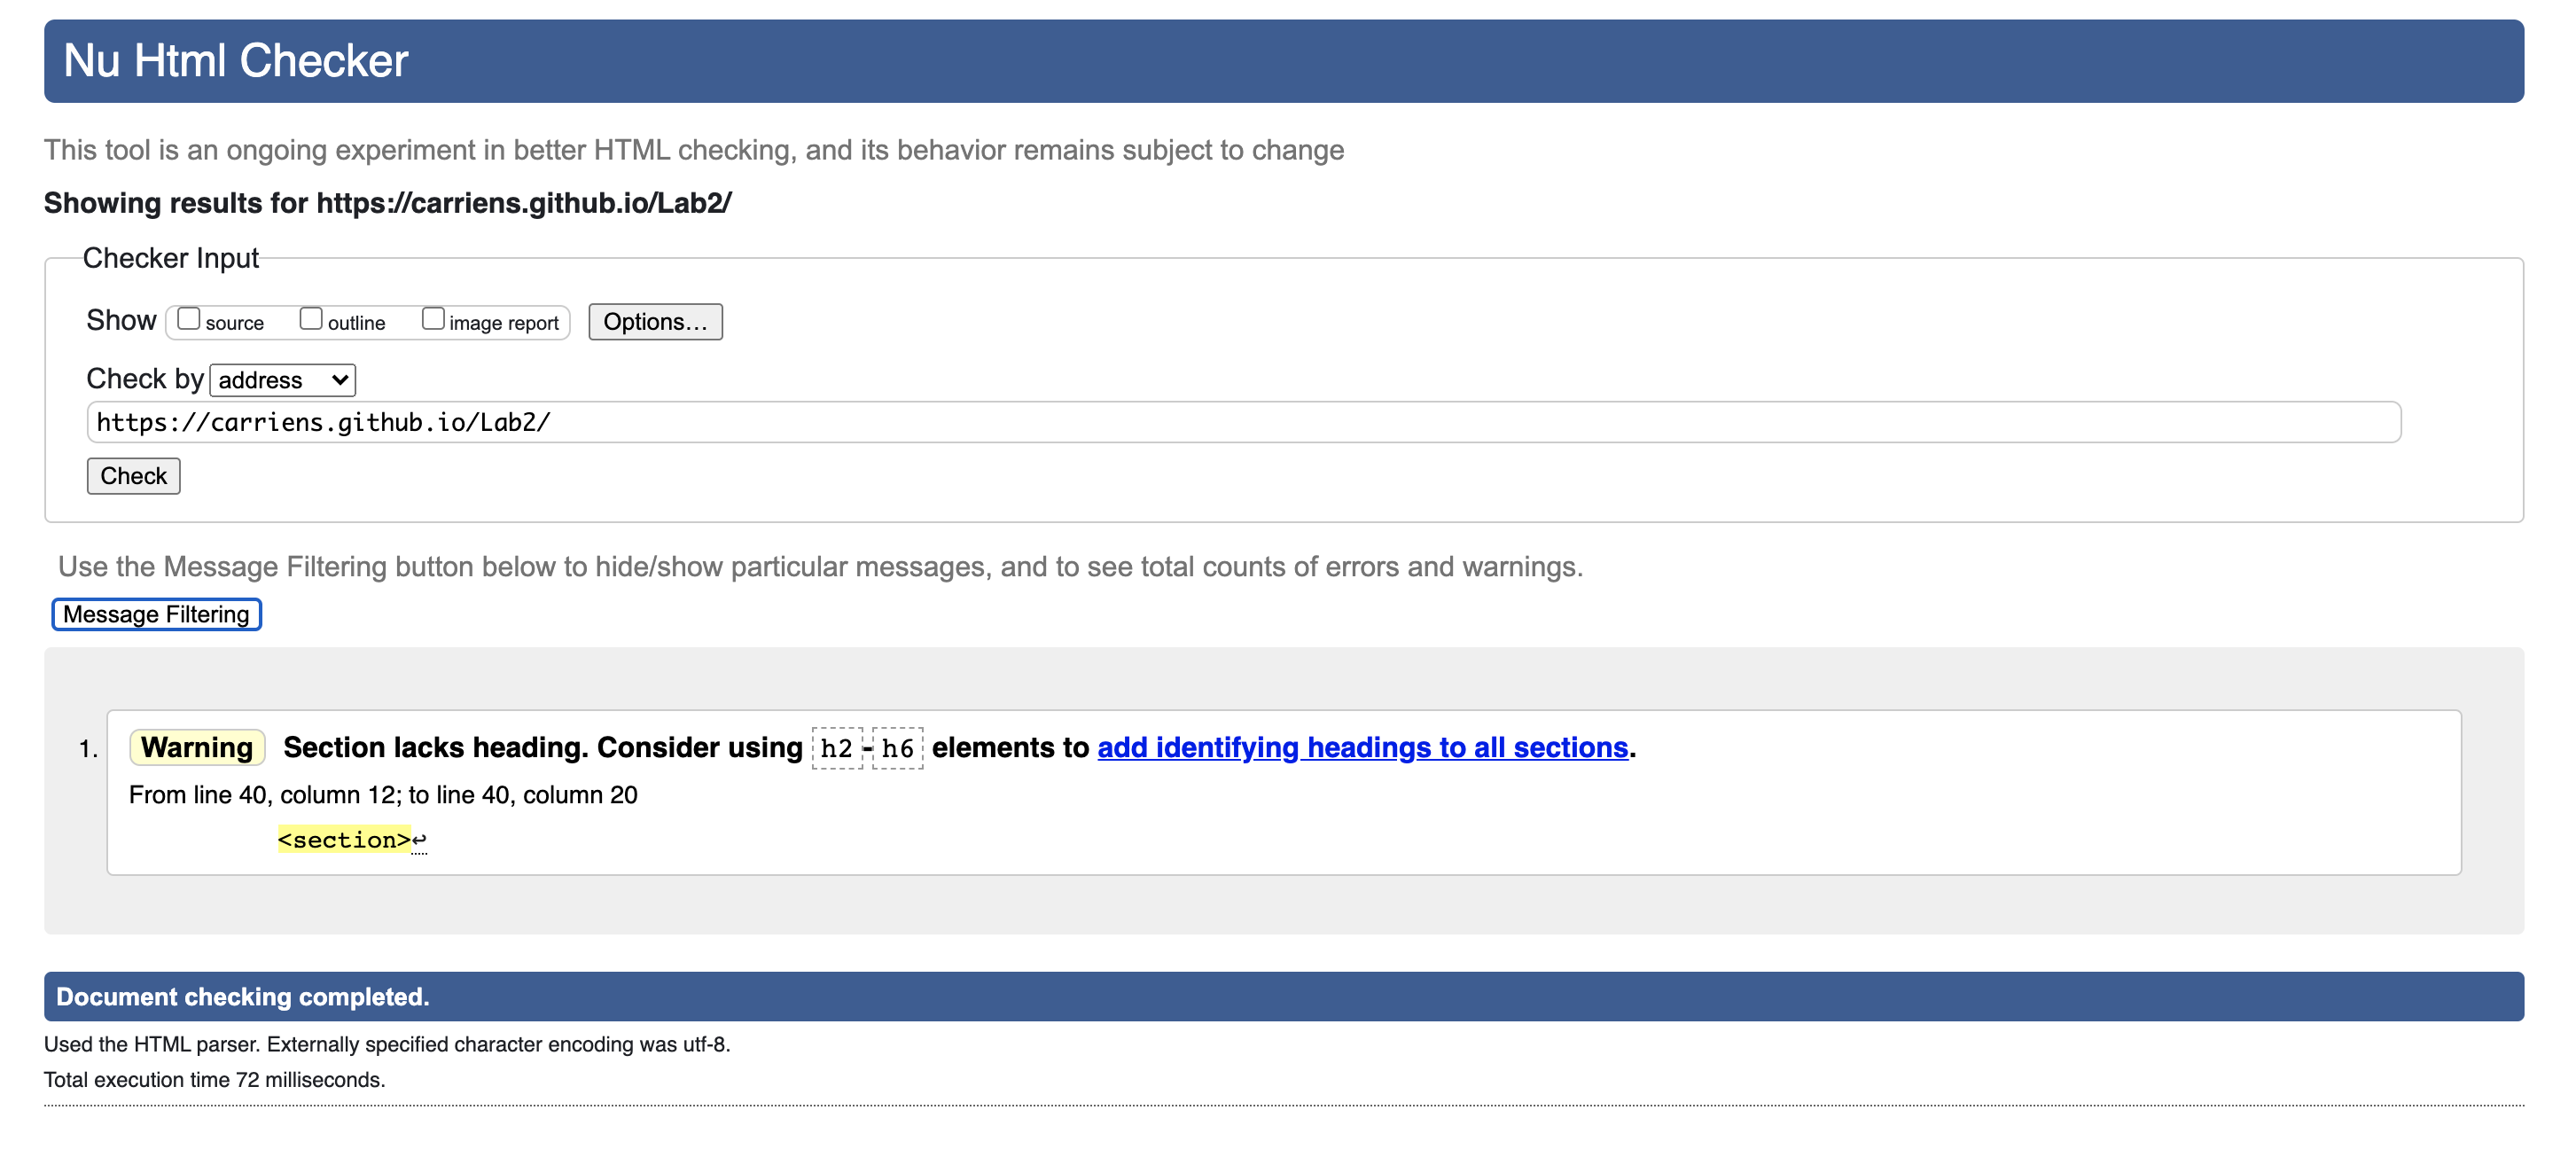 Nu Html Checker
This tool is an ongoing experiment in better HTML checking, and its behavior remains subject to change
Showing results for https://carriens.github.io/Lab2/
Checker Input
Show source outline image report Options...
Check by address
https://carriens.github.io/Lab2/
Check
Use the Message Filtering button below to hide/show particular messages, and to see total counts of errors and warnings.
Message Filtering
1. Warning Section lacks heading. Consider using h2-h6 elements to add identifying headings to all sections.
From line 40, column 12; to line 40, column 20
<section>↩
Document checking completed.
Used the HTML parser. Externally specified character encoding was utf-8.
Total execution time 72 milliseconds.